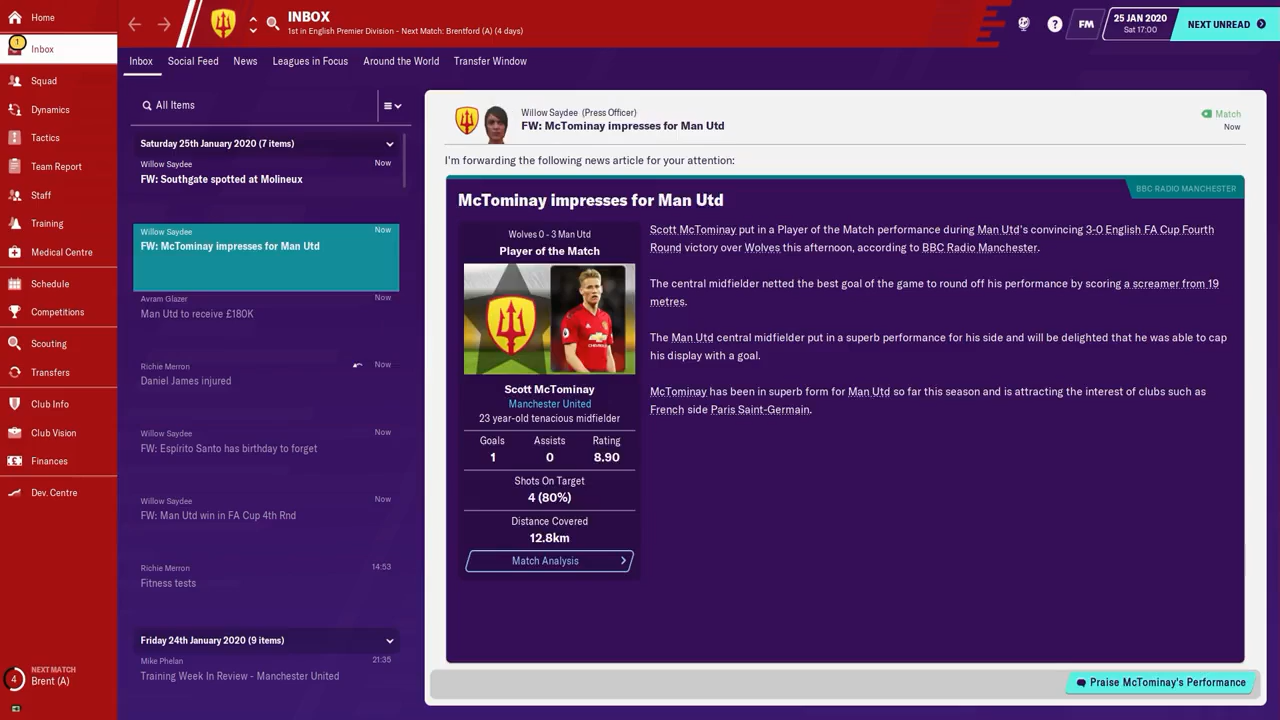 Home
Inbox
1
Squad
Dynamics
Tactics
Team Report
Staff
Training
Medical Centre
Schedule
Competitions
Scouting
Transfers
Club Info
Club Vision
Finances
Dev. Centre
4
NEXT MATCH
Brent (A)
INBOX
1st in English Premier Division - Next Match: Brentford (A) (4 days)
?
FM
25 JAN 2020
Sat 17:00
NEXT UNREAD
Inbox
Social Feed
News
Leagues in Focus
Around the World
Transfer Window
All Items
Saturday 25th January 2020 (7 items)
Willow Saydee
Now
FW: Southgate spotted at Molineux
Willow Saydee
Now
FW: McTominay impresses for Man Utd
Avram Glazer
Now
Man Utd to receive £180K
Richie Merron
Now
Daniel James injured
Willow Saydee
Now
FW: Espírito Santo has birthday to forget
Willow Saydee
Now
FW: Man Utd win in FA Cup 4th Rnd
Richie Merron
14:53
Fitness tests
Friday 24th January 2020 (9 items)
Mike Phelan
21:35
Training Week In Review - Manchester United
Willow Saydee (Press Officer)
FW: McTominay impresses for Man Utd
Match
Now
I'm forwarding the following news article for your attention:
McTominay impresses for Man Utd
BBC RADIO MANCHESTER
Wolves 0 - 3 Man Utd
Player of the Match
CHEVROLET
Scott McTominay
Manchester United
23 year-old tenacious midfielder
Goals Assists Rating
1 0 8.90
Shots On Target
4 (80%)
Distance Covered
12.8km
Match Analysis
Scott McTominay put in a Player of the Match performance during Man Utd's convincing 3-0 English FA Cup Fourth
Round victory over Wolves this afternoon, according to BBC Radio Manchester.
The central midfielder netted the best goal of the game to round off his performance by scoring a screamer from 19
metres.
The Man Utd central midfielder put in a superb performance for his side and will be delighted that he was able to cap
his display with a goal.
McTominay has been in superb form for Man Utd so far this season and is attracting the interest of clubs such as
French side Paris Saint-Germain.
Praise McTominay's Performance